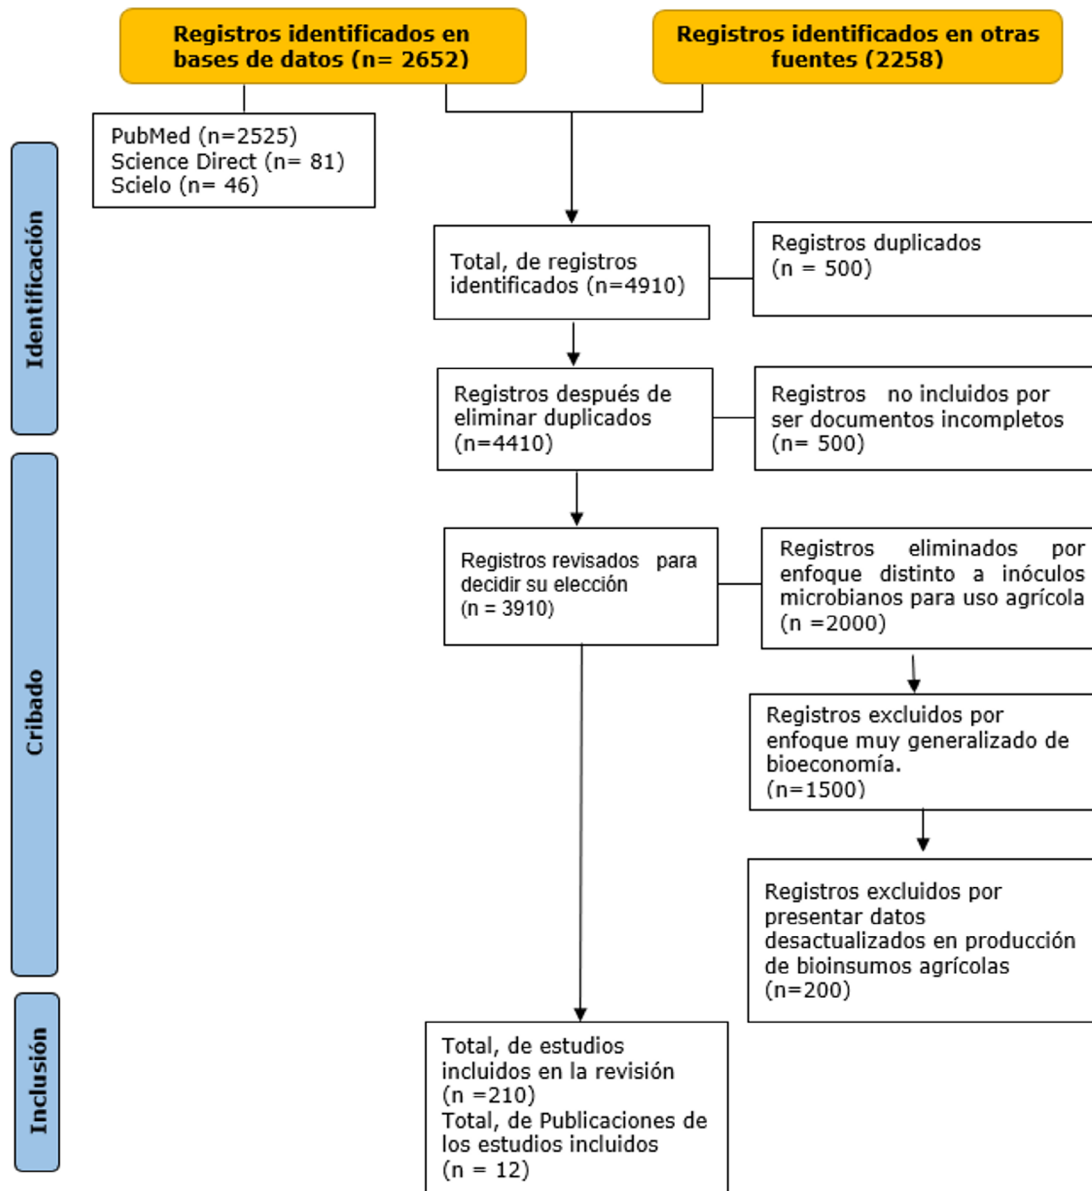 Registros identificados en
bases de datos (n= 2652)
Registros identificados en otras
fuentes (2258)
PubMed (n=2525)
Science Direct (n= 81)
Scielo (n= 46)
Identificación
Total, de registros
identificados (n=4910)
Registros duplicados
(n = 500)
Registros después de
eliminar duplicados
(n=4410)
Registros no incluidos por
ser documentos incompletos
(n= 500)
Cribado
Registros revisados para
decidir su elección
(n = 3910)
Registros eliminados por
enfoque distinto a inóculos
microbianos para uso agrícola
(n =2000)
Registros excluidos por
enfoque muy generalizado de
bioeconomía.
(n=1500)
Registros excluidos por
presentar datos
desactualizados en producción
de bioinsumos agrícolas
(n=200)
Inclusión
Total, de estudios
incluidos en la revisión
(n =210)
Total, de Publicaciones de
los estudios incluidos
(n = 12)